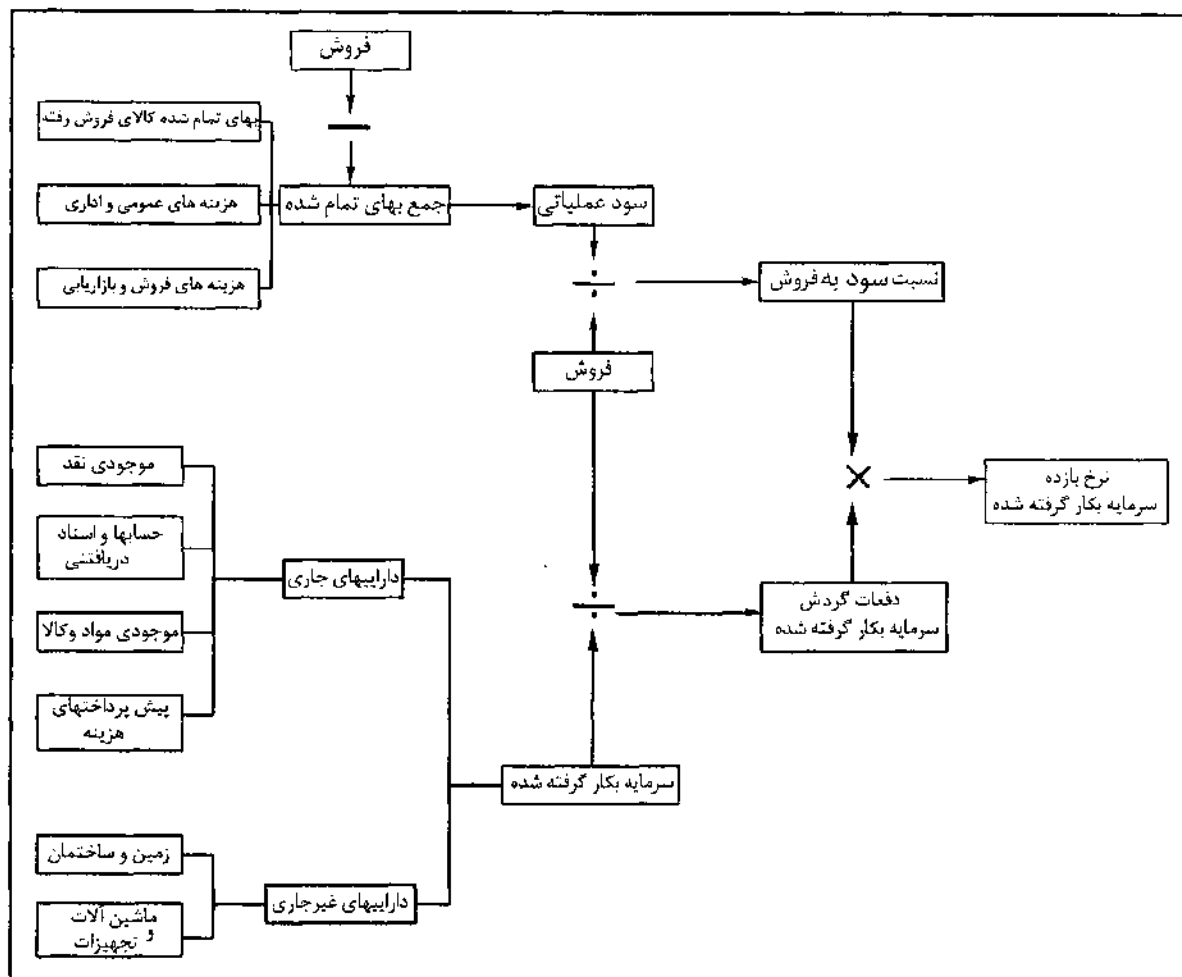 فروش
بهای تمام شده کالای فروش رفته
جمع بهای تمام شده
هزینه های عمومی و اداری
هزینه های فروش و بازاریابی
سود عملیاتی
نسبت سود به فروش
فروش
موجودی نقد
حسابها و اسناد
دریافتنی
موجودی مواد وکالا
پیش پرداختهای
هزینه
داراییهای جاری
زمین و ساختمان
ماشین آلات
و
تجهیزات
داراییهای غیرجاری
سرمایه بکار گرفته شده
دفعات گردش
سرمایه بکار گرفته شده
نرخ بازده
سرمایه بکار گرفته شده